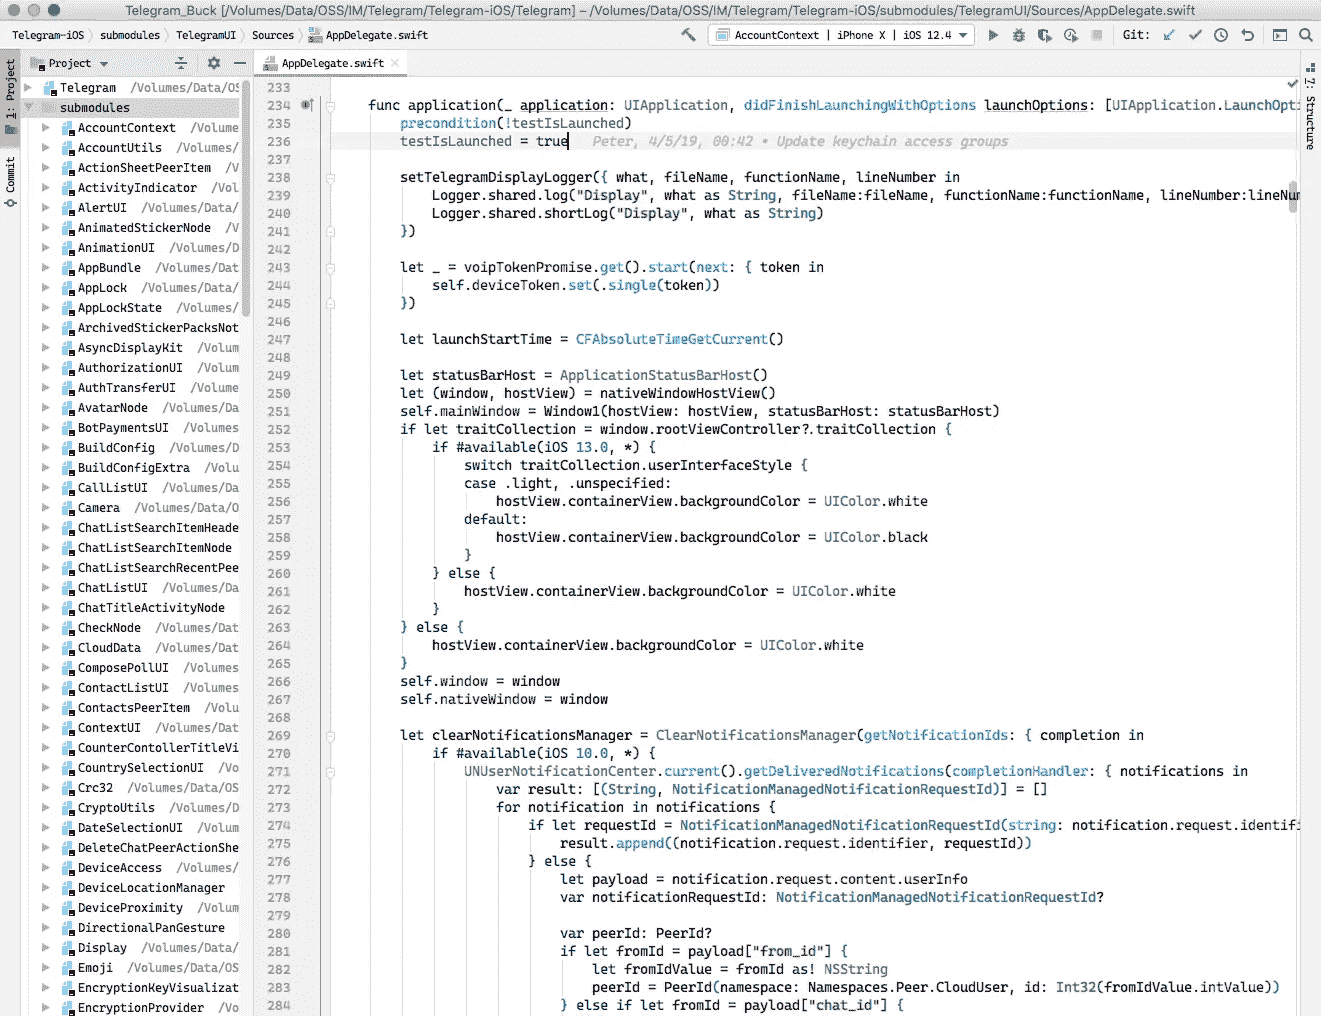 Telegram_Buck [/Volumes/Data/OSS/IM/Telegram/Telegram-iOS/Telegram] – /Volumes/Data/OSS/IM/Telegram/Telegram-iOS/submodules/TelegramUI/Sources/AppDelegate.swift
Telegram-iOS submodules TelegramUI Sources AppDelegate.swift AccountContext | iPhone X | iOS 12.4 Git:
1: Project
Commit
7: Structure
Project
Telegram /Volumes/Data/OS
submodules
AccountContext /Volume
AccountUtils /Volumes/
ActionSheetPeerItem /V
ActivityIndicator /Vol
AlertUI /Volumes/Data/
AnimatedStickerNode /V
AnimationUI /Volumes/D
AppBundle /Volumes/Dat
AppLock /Volumes/Data/
AppLockState /Volumes/
ArchivedStickerPacksNot
AsyncDisplayKit /Volum
AuthorizationUI /Volum
AuthTransferUI /Volume
AvatarNode /Volumes/Da
BotPaymentsUI /Volumes
BuildConfig /Volumes/D
BuildConfigExtra /Volu
CallListUI /Volumes/Da
Camera /Volumes/Data/O
ChatListSearchItemHeade
ChatListSearchItemNode
ChatListSearchRecentPee
ChatListUI /Volumes/Da
ChatTitleActivityNode
CheckNode /Volumes/Dat
CloudData /Volumes/Dat
ComposePollUI /Volumes
ContactListUI /Volumes
ContactsPeerItem /Volum
ContextUI /Volumes/Dat
CounterContollerTitleVi
CountrySelectionUI /Vo
Crc32 /Volumes/Data/OS
CryptoUtils /Volumes/D
DateSelectionUI /Volum
DeleteChatPeerActionShe
DeviceAccess /Volumes/
DeviceLocationManager
DeviceProximity /Volum
DirectionalPanGesture
Display /Volumes/Data/
Emoji /Volumes/Data/OS
EncryptionKeyVisualizat
EncryptionProvider /Vo
AppDelegate.swift
233
234 func application(_ application: UIApplication, didFinishLaunchingWithOptions launchOptions: [UIApplication.LaunchOpti
235 precondition(!testIsLaunched)
236 testIsLaunched = true Peter, 4/5/19, 00:42 • Update keychain access groups
237
238 setTelegramDisplayLogger({ what, fileName, functionName, lineNumber in
239 Logger.shared.log("Display", what as String, fileName:fileName, functionName:functionName, lineNumber:lineNum
240 Logger.shared.shortLog("Display", what as String)
241 })
242
243 let _ = voipTokenPromise.get().start(next: { token in
244 self.deviceToken.set(.single(token))
245 })
246
247 let launchStartTime = CFAbsoluteTimeGetCurrent()
248
249 let statusBarHost = ApplicationStatusBarHost()
250 let (window, hostView) = nativeWindowHostView()
251 self.mainWindow = Window1(hostView: hostView, statusBarHost: statusBarHost)
252 if let traitCollection = window.rootViewController?.traitCollection {
253 if #available(iOS 13.0, *) {
254 switch traitCollection.userInterfaceStyle {
255 case .light, .unspecified:
256 hostView.containerView.backgroundColor = UIColor.white
257 default:
258 hostView.containerView.backgroundColor = UIColor.black
259 }
260 } else {
261 hostView.containerView.backgroundColor = UIColor.white
262 }
263 } else {
264 hostView.containerView.backgroundColor = UIColor.white
265 }
266 self.window = window
267 self.nativeWindow = window
268
269 let clearNotificationsManager = ClearNotificationsManager(getNotificationIds: { completion in
270 if #available(iOS 10.0, *) {
271 UNUserNotificationCenter.current().getDeliveredNotifications(completionHandler: { notifications in
272 var result: [(String, NotificationManagedNotificationRequestId)] = []
273 for notification in notifications {
274 if let requestId = NotificationManagedNotificationRequestId(string: notification.request.identifi
275 result.append((notification.request.identifier, requestId))
276 } else {
277 let payload = notification.request.content.userInfo
278 var notificationRequestId: NotificationManagedNotificationRequestId?
279
280 var peerId: PeerId?
281 if let fromId = payload["from_id"] {
282 let fromIdValue = fromId as! NSString
283 peerId = PeerId(namespace: Namespaces.Peer.CloudUser, id: Int32(fromIdValue.intValue))
284 } else if let fromId = payload["chat_id"] {